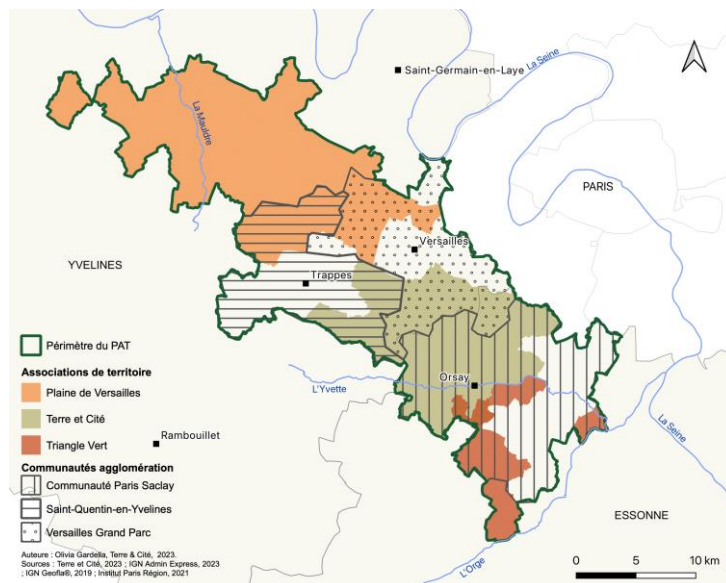 Saint-Germain-en-Laye
La Seine
La Mauldre
PARIS
Versailles
YVELINES
Trappes
Périmètre du PAT
Associations de territoire
Plaine de Versailles
Terre et Cité
Triangle Vert
L'Yvette
Orsay
Rambouillet
La Seine
Communautés agglomération
Communauté Paris Saclay
Saint-Quentin-en-Yvelines
Versailles Grand Parc
ESSONNE
L'Orge
Auteure : Olivia Gardella, Terre & Cité, 2023.
Sources : Terre et Cité, 2023 ; IGN Admin Express, 2023
; IGN Geofla®, 2019 ; Institut Paris Région, 2021
0 5 10 km